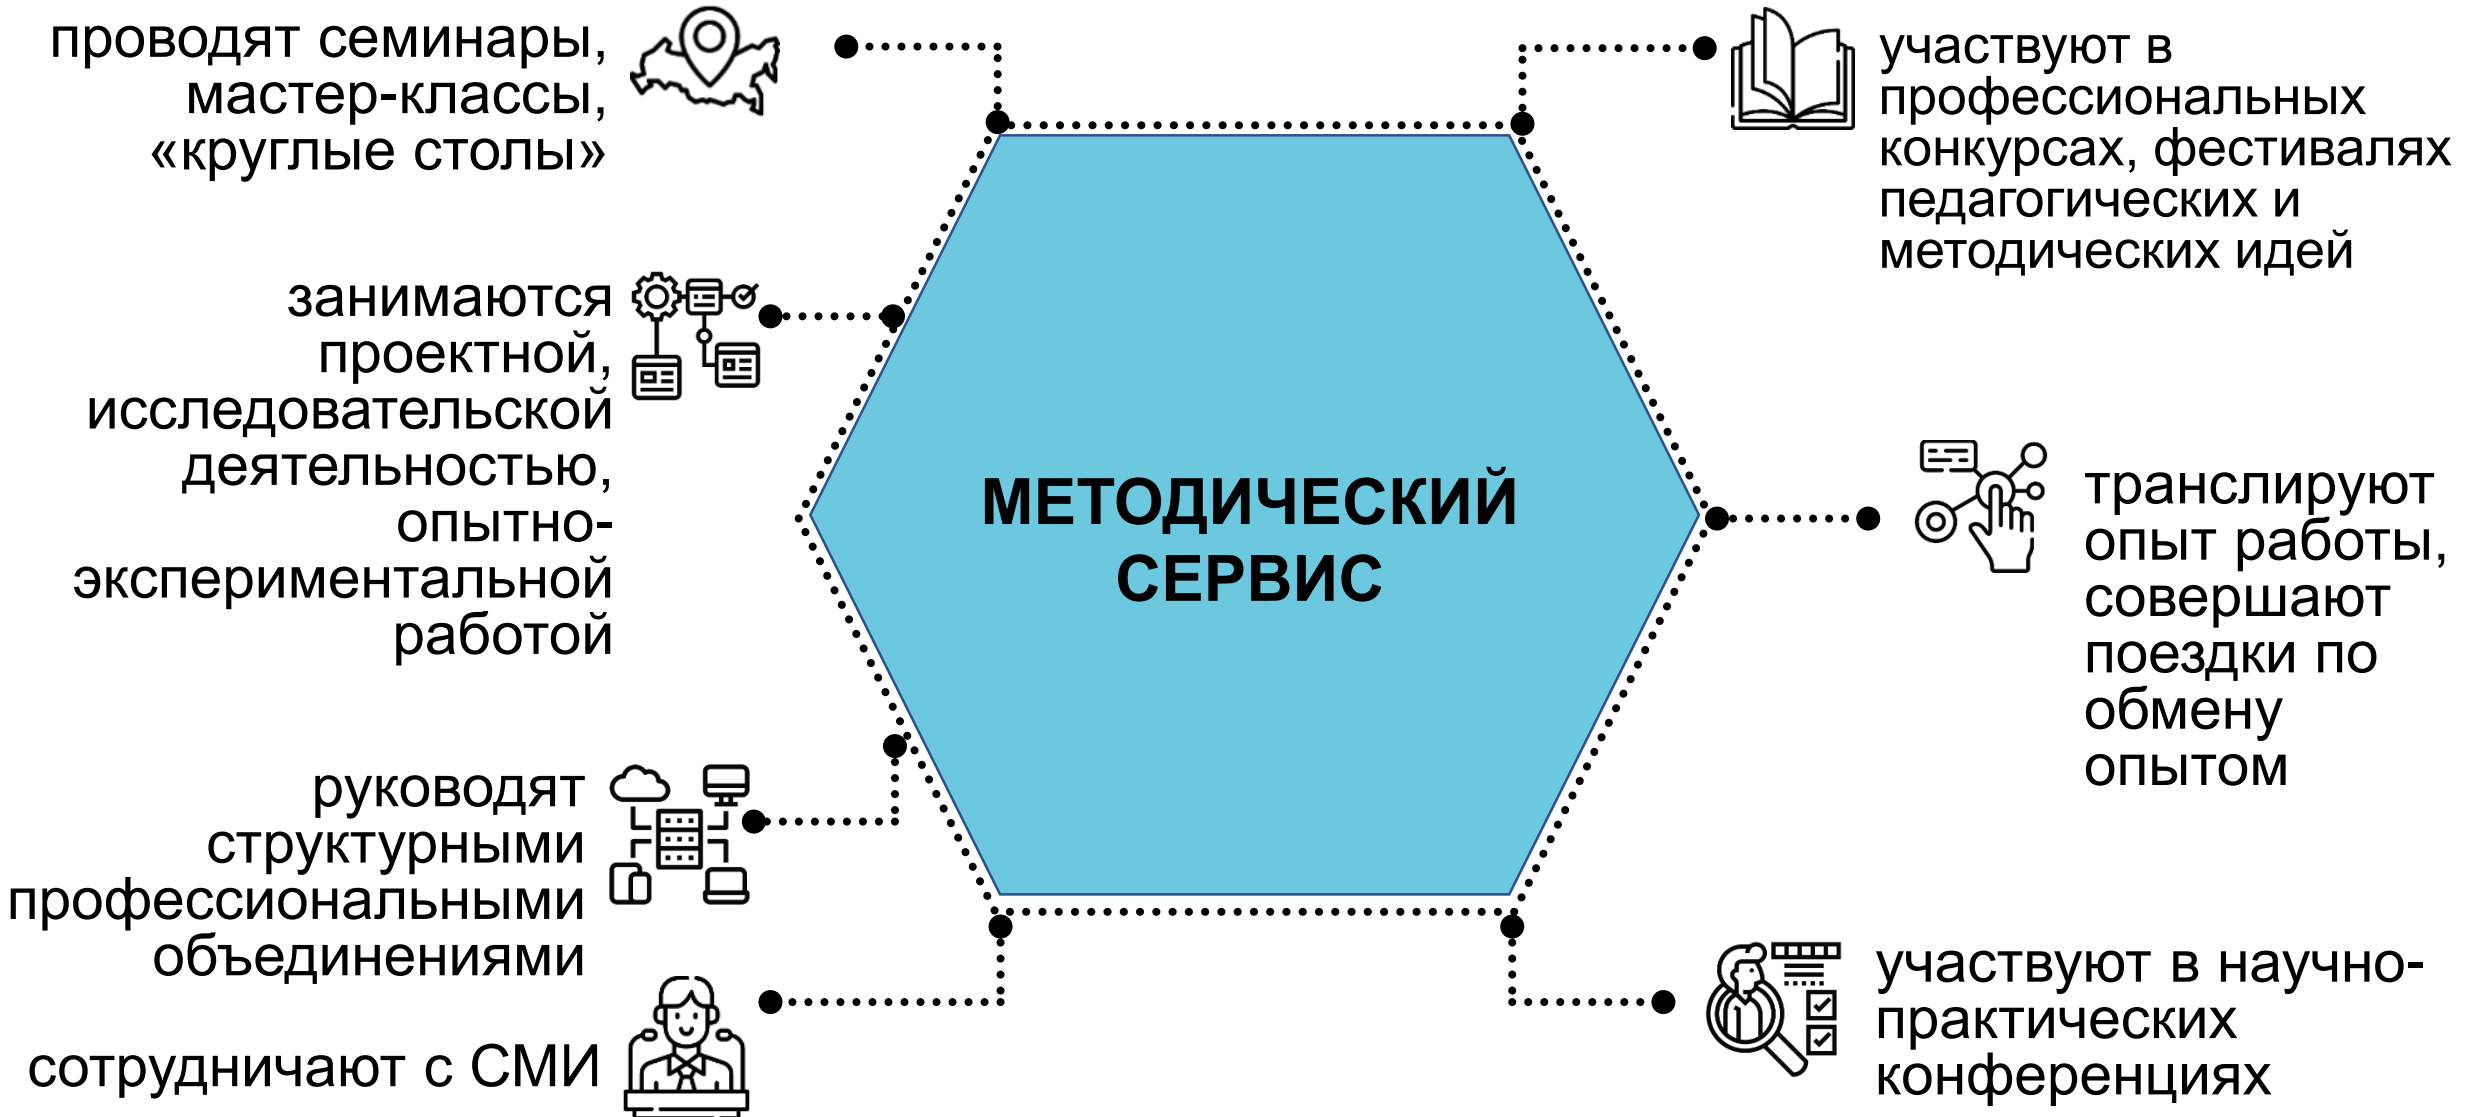 проводят семинары,
мастер-классы,
«круглые столы»
занимаются
проектной,
исследовательской
деятельностью,
опытно-
экспериментальной
работой
руководят
структурными
профессиональными
объединениями
сотрудничают с СМИ
МЕТОДИЧЕСКИЙ
СЕРВИС
участвуют в
профессиональных
конкурсах, фестивалях
педагогических и
методических идей
транслируют
опыт работы,
совершают
поездки по
обмену
опытом
участвуют в научно-
практических
конференциях